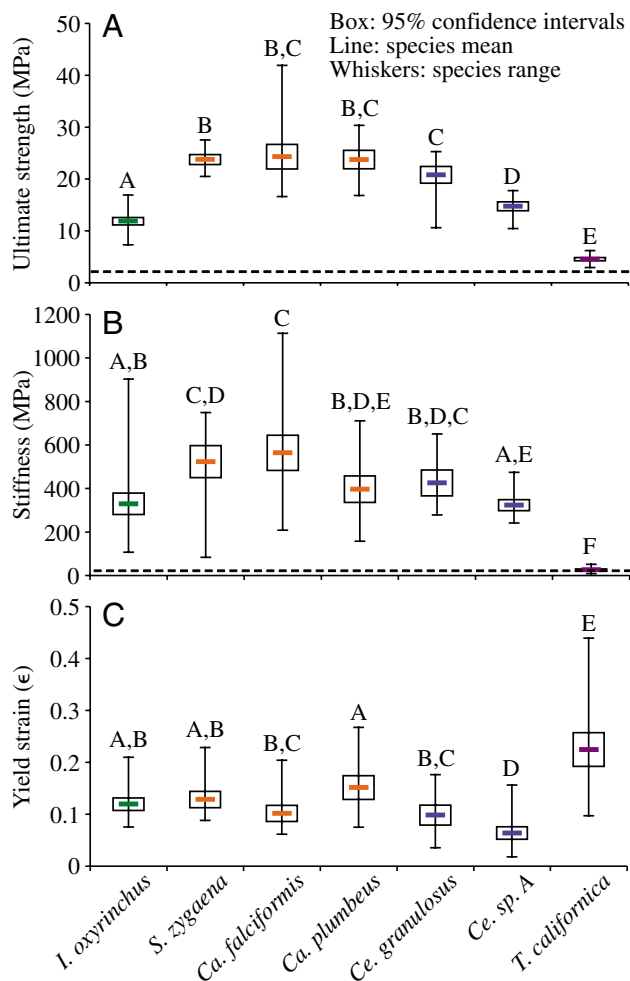 A
Box: 95% confidence intervals
Line: species mean
Whiskers: species range
Ultimate strength (MPa)
50
40
30
20
10
0
A
B
B,C
B,C
C
D
E
B
Stiffness (MPa)
1200
1000
800
600
400
200
0
A,B
C,D
C
B,D,E
B,D,C
A,E
F
C
Yield strain (ϵ)
0.5
0.4
0.3
0.2
0.1
0
A,B
A,B
B,C
A
B,C
D
E
I. oxyrinchus
S. zygaena
Ca. falciformis
Ca. plumbeus
Ce. granulosus
Ce. sp. A
T. californica